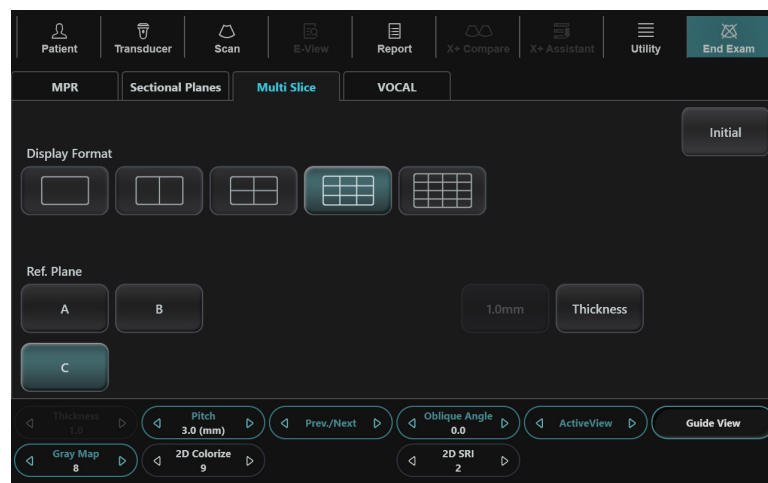 Patient
Transducer
Scan
E-View
Report
X+ Compare
X+ Assistant
Utility
End Exam
MPR
Sectional Planes
Multi Slice
VOCAL
Initial
Display Format
Ref. Plane
A
B
1.0mm
Thickness
C
Thickness
1.0
Pitch
3.0 (mm)
Prev./Next
Oblique Angle
0.0
ActiveView
Guide View
Gray Map
8
2D Colorize
9
2D SRI
2